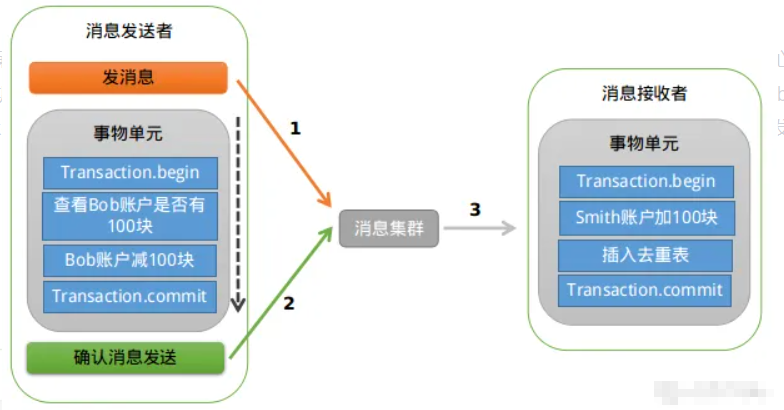 消息发送者
发消息
事物单元
Transaction.begin
查看Bob账户是否有
100块
Bob账户减100块
Transaction.commit
确认消息发送
1
2
消息集群
3
消息接收者
事物单元
Transaction.begin
Smith账户加100块
插入去重表
Transaction.commit